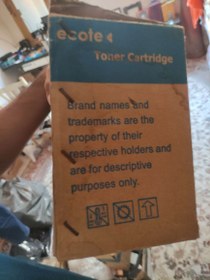 ecote
Toner Cartridge
Brand names and
trademarks are the
property of their
respective holders and
are for descriptive
purposes only.